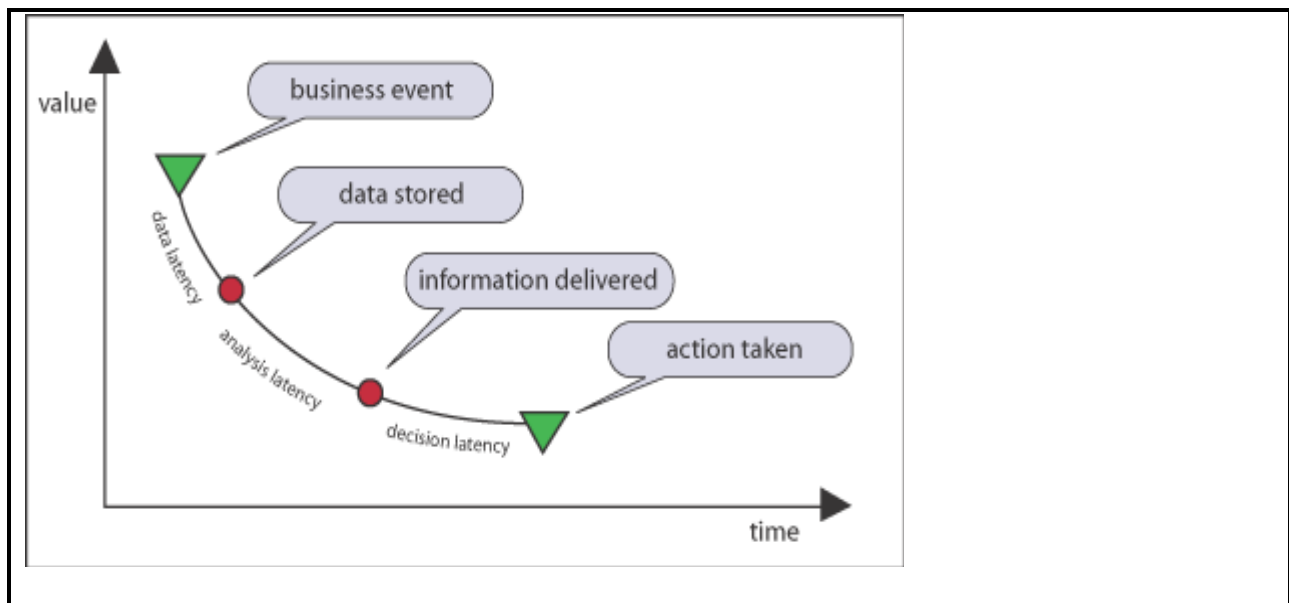 value
business event
data stored
data latency
information delivered
analysis latency
action taken
decision latency
time